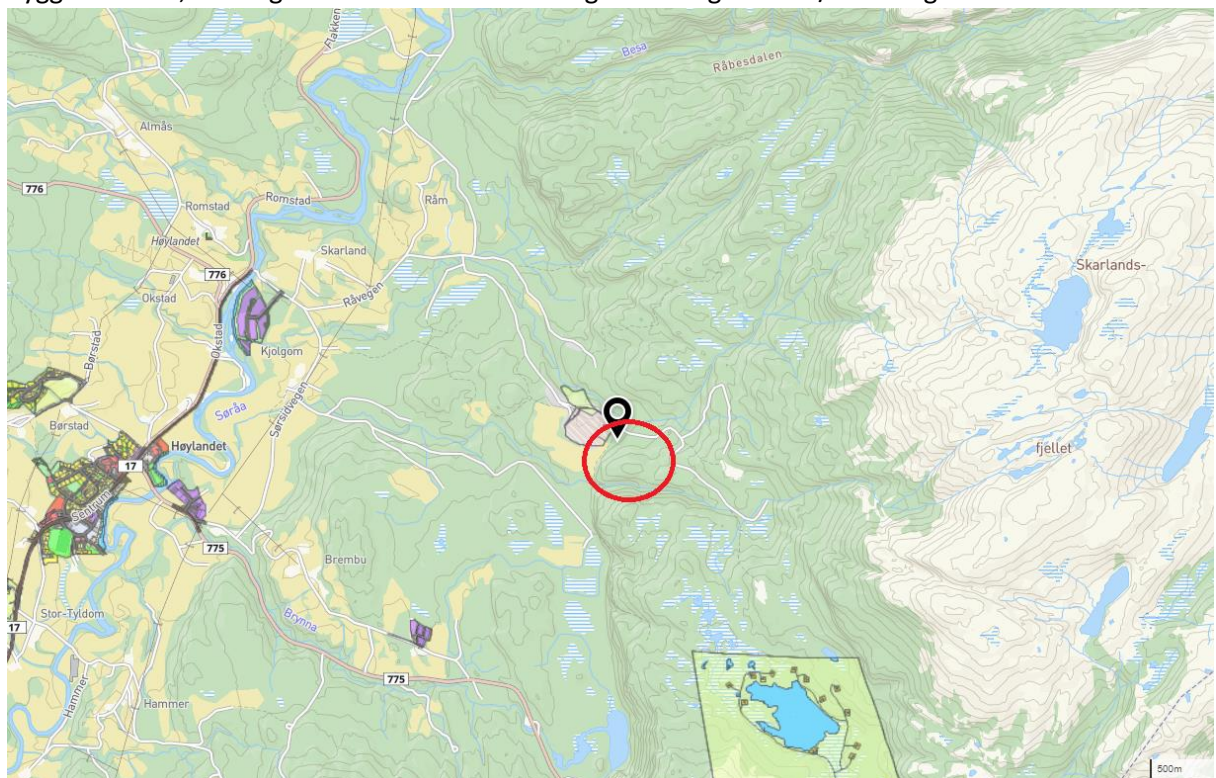 Flakken
Besa
Råbesdalen
Almås
776
Romstad
Romstad
Råm
Høylandet
Skarland
776
Skarlands-
Okstad
Råvegen
Børstad
Okstad
Kjolgom
Søråa
Sørsidvegen
Børstad
Høylandet
fjellet
17
Sentrum
775
Brembu
Stor-Tyldom
Brynna
17
775
Hammer
Hammer
500m